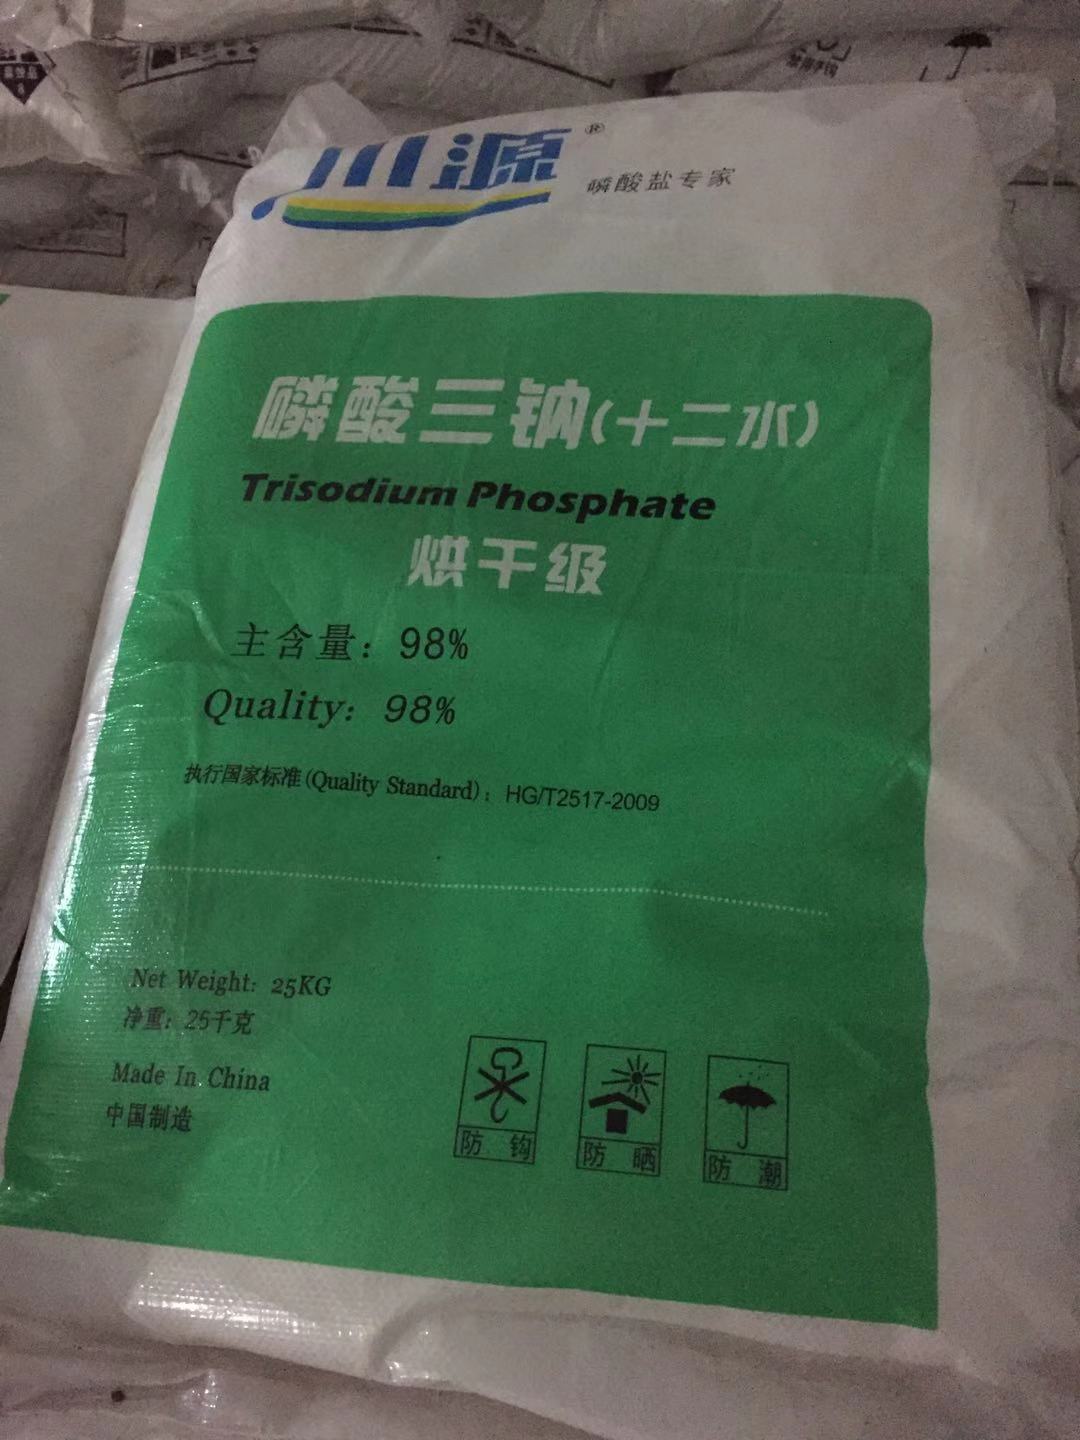 川源®
磷酸盐专家
磷酸三钠(十二水)
Trisodium Phosphate
烘干级
主含量：98%
Quality：98%
执行国家标准(Quality Standard)：HG/T2517-2009
Net Weight：25KG
净重：25千克
Made In China
中国制造
防钩
防晒
防潮